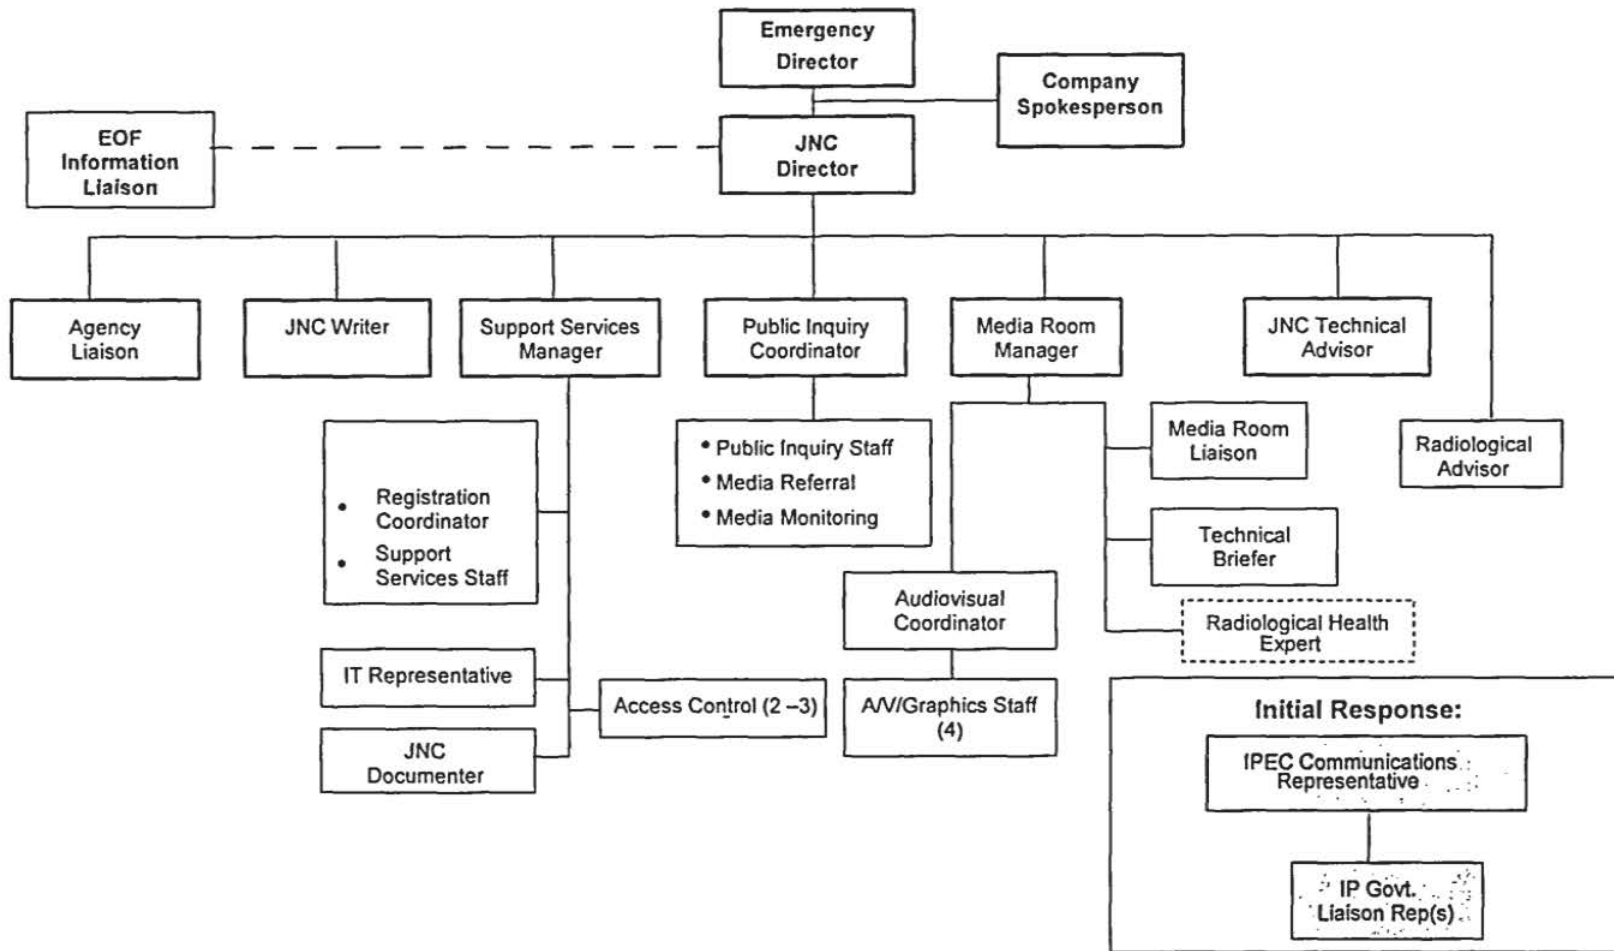 Emergency
Director
Company
Spokesperson
EOF
Information
Liaison
JNC
Director
Agency
Liaison
JNC Writer
Support Services
Manager
Public Inquiry
Coordinator
Media Room
Manager
JNC Technical
Advisor
Radiological
Advisor
• Registration
Coordinator
• Support
Services Staff
• Public Inquiry Staff
• Media Referral
• Media Monitoring
Media Room
Liaison
Technical
Briefer
Radiological Health
Expert
Audiovisual
Coordinator
IT Representative
Access Control (2 –3)
A/V/Graphics Staff
(4)
JNC
Documenter
Initial Response:
IPEC Communications
Representative
IP Govt.
Liaison Rep(s)